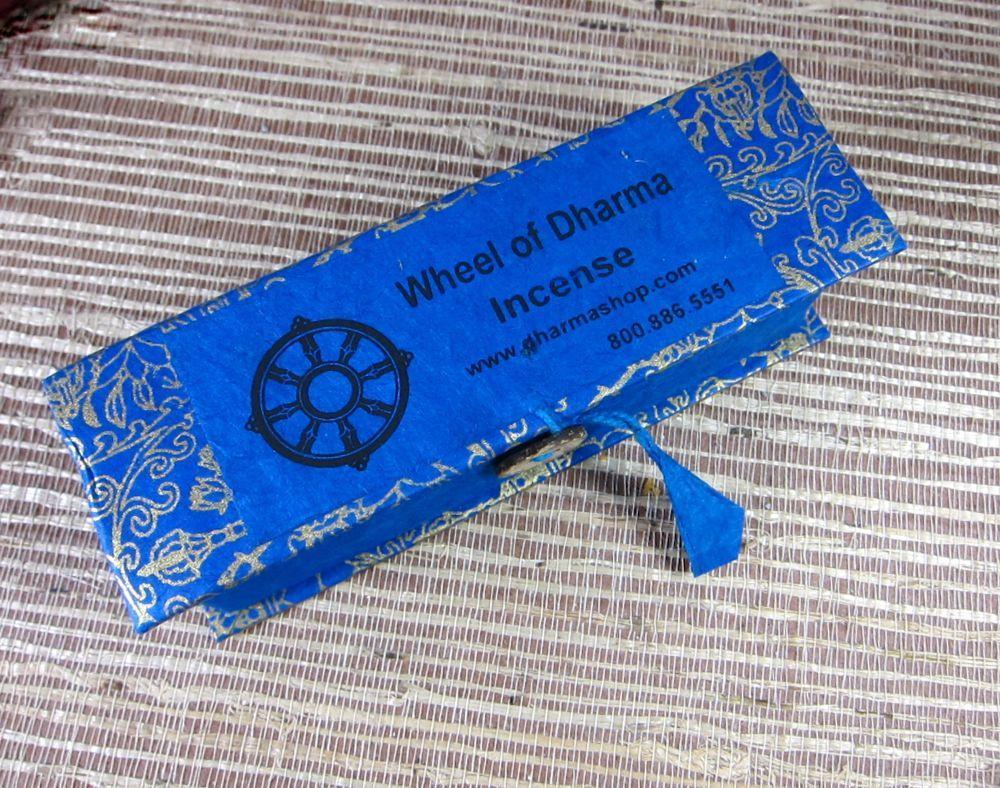 Wheel of Dharma
Incense
www.dharmashop.com
800.886.5551